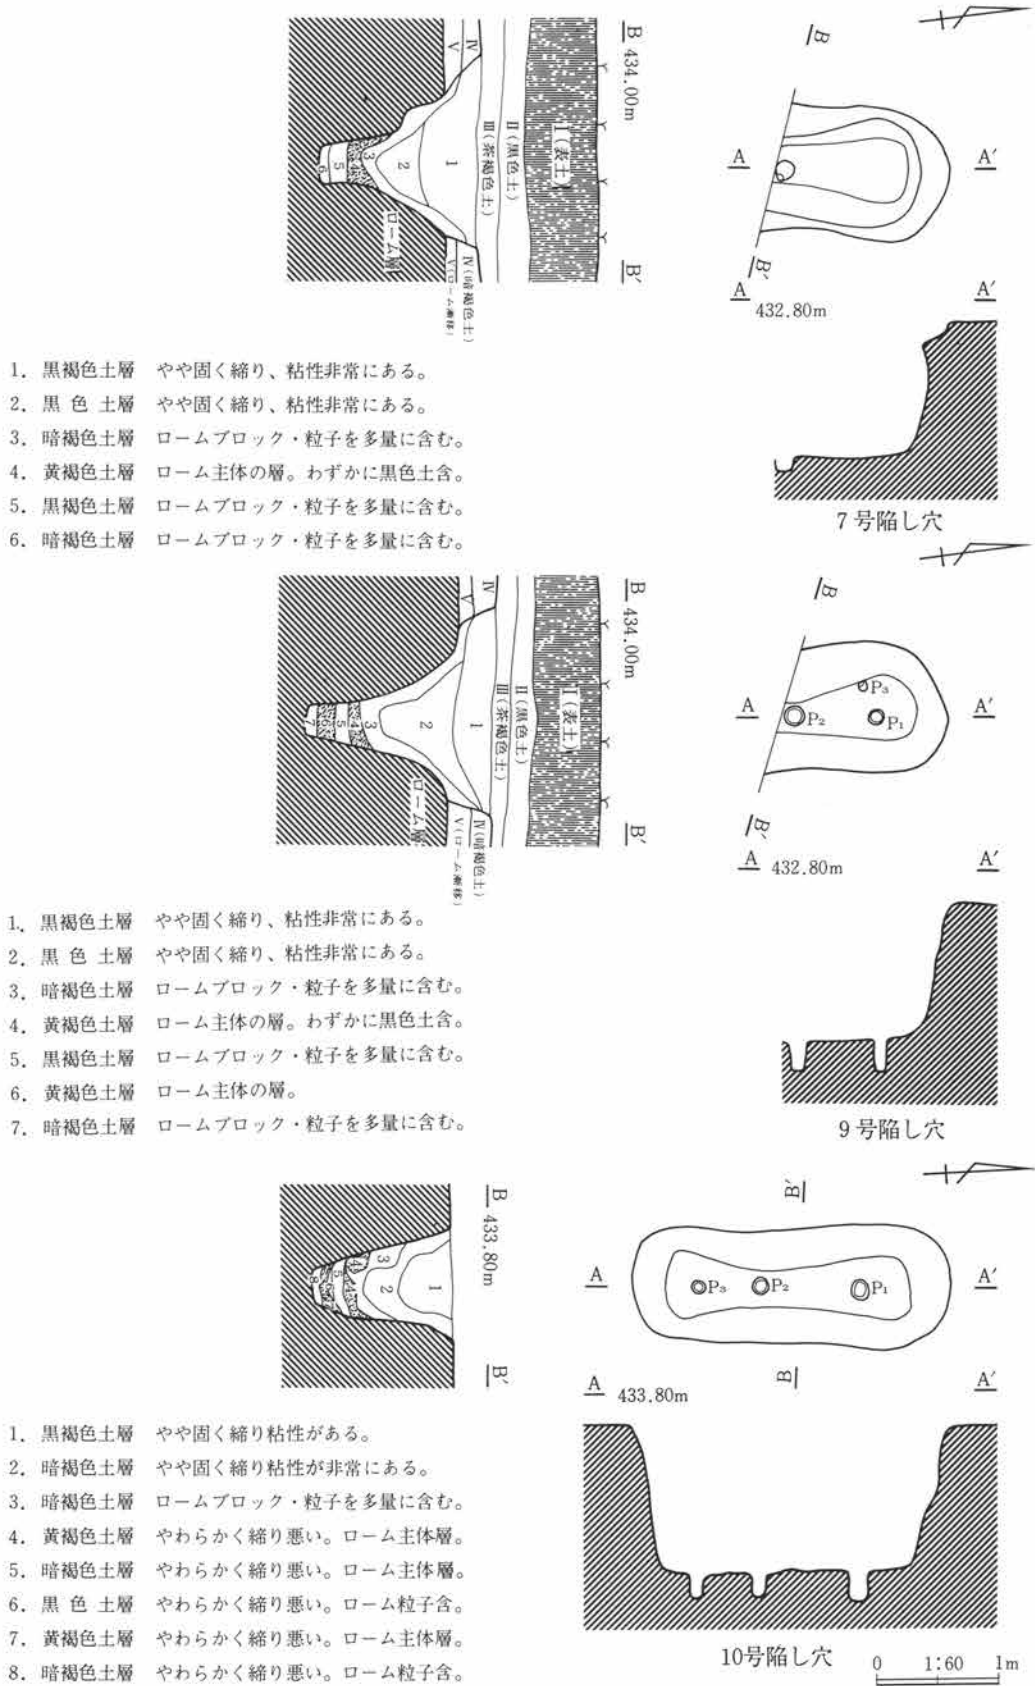 B 434.00m
B′
I(表土)
II(黒色土)
III(茶褐色土)
IV
V
IV(暗褐色土)
V(ローム漸移)
ローム層
1
2
3
4
5
6
B
B′
A
A′
A 432.80m
A′
7号陥し穴
1. 黒褐色土層 やや固く締り、粘性非常にある。
2. 黒色土層 やや固く締り、粘性非常にある。
3. 暗褐色土層 ロームブロック・粒子を多量に含む。
4. 黄褐色土層 ローム主体の層。わずかに黒色土含。
5. 黒褐色土層 ロームブロック・粒子を多量に含む。
6. 暗褐色土層 ロームブロック・粒子を多量に含む。
B 434.00m
B′
I(表土)
II(黒色土)
III(茶褐色土)
IV
V
IV(暗褐色土)
V(ローム漸移)
ローム層
1
2
3
4
5
6
7
B
B′
A
A′
P3
P2
P1
A 432.80m
A′
9号陥し穴
1. 黒褐色土層 やや固く締り、粘性非常にある。
2. 黒色土層 やや固く締り、粘性非常にある。
3. 暗褐色土層 ロームブロック・粒子を多量に含む。
4. 黄褐色土層 ローム主体の層。わずかに黒色土含。
5. 黒褐色土層 ロームブロック・粒子を多量に含む。
6. 黄褐色土層 ローム主体の層。
7. 暗褐色土層 ロームブロック・粒子を多量に含む。
B 433.80m
B′
1
2
3
4
4
5
8
B′
B
A
A′
P3
P2
P1
A 433.80m
A′
10号陥し穴
1. 黒褐色土層 やや固く締り粘性がある。
2. 暗褐色土層 やや固く締り粘性が非常にある。
3. 暗褐色土層 ロームブロック・粒子を多量に含む。
4. 黄褐色土層 やわらかく締り悪い。ローム主体層。
5. 暗褐色土層 やわらかく締り悪い。ローム主体層。
6. 黒色土層 やわらかく締り悪い。ローム粒子含。
7. 黄褐色土層 やわらかく締り悪い。ローム主体層。
8. 暗褐色土層 やわらかく締り悪い。ローム粒子含。
0 1:60 1m